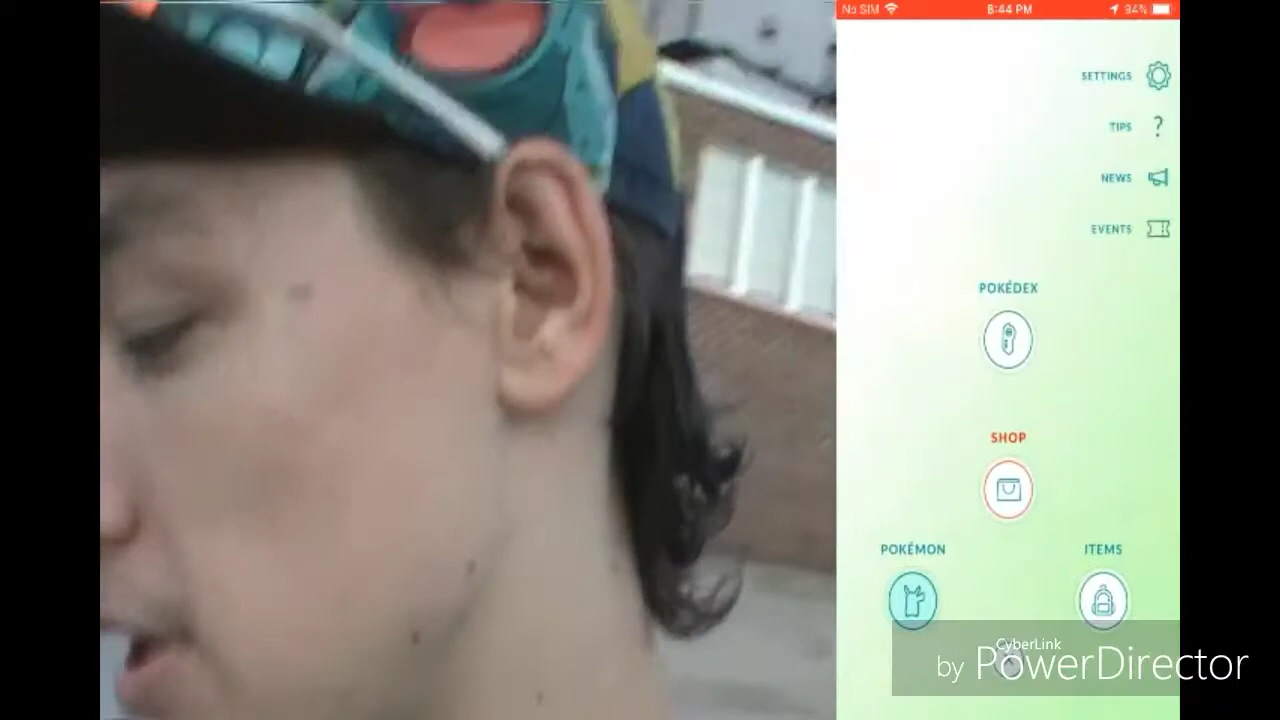 No SIM 8:44 PM 94%
SETTINGS
TIPS
?
NEWS
EVENTS
POKÉDEX
SHOP
POKÉMON ITEMS
CyberLink
by PowerDirector